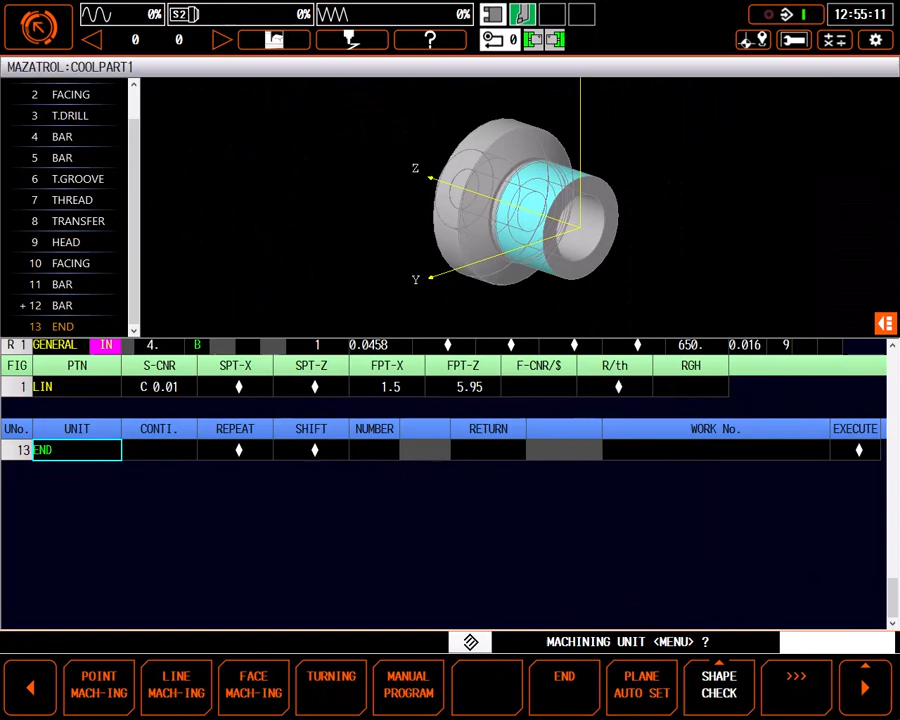 0% S2 0% 0% 12:55:11
0 0 ? 0
MAZATROL:COOLPART1
2 FACING
3 T.DRILL
4 BAR
5 BAR
6 T.GROOVE
7 THREAD
8 TRANSFER
9 HEAD
10 FACING
11 BAR
+ 12 BAR
13 END
Z
Y
R 1 GENERAL IN 4. B 1 0.0458 ♦ ♦ ♦ ♦ 650. 0.016 9
FIG PTN S-CNR SPT-X SPT-Z FPT-X FPT-Z F-CNR/$ R/th RGH
1 LIN C 0.01 ♦ ♦ 1.5 5.95 ♦
UNo. UNIT CONTI. REPEAT SHIFT NUMBER RETURN WORK No. EXECUTE
13 END ♦ ♦ ♦
MACHINING UNIT <MENU> ?
POINT MACH-ING LINE MACH-ING FACE MACH-ING TURNING MANUAL PROGRAM END PLANE AUTO SET SHAPE CHECK >>>